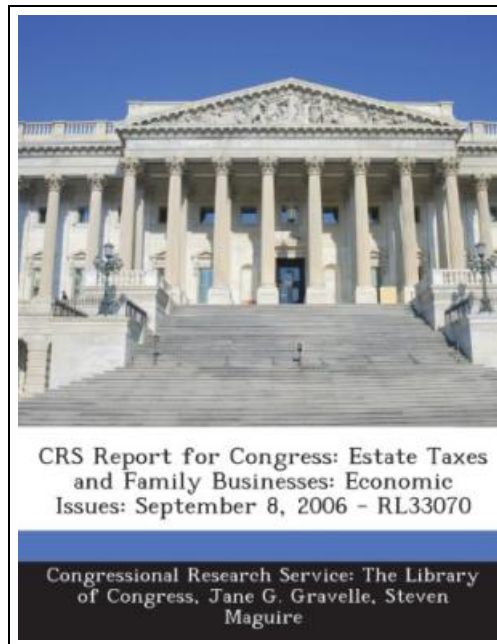 CRS Report for Congress: Estate Taxes
and Family Businesses: Economic
Issues: September 8, 2006 - RL33070
Congressional Research Service: The Library
of Congress, Jane G. Gravelle, Steven
Maguire